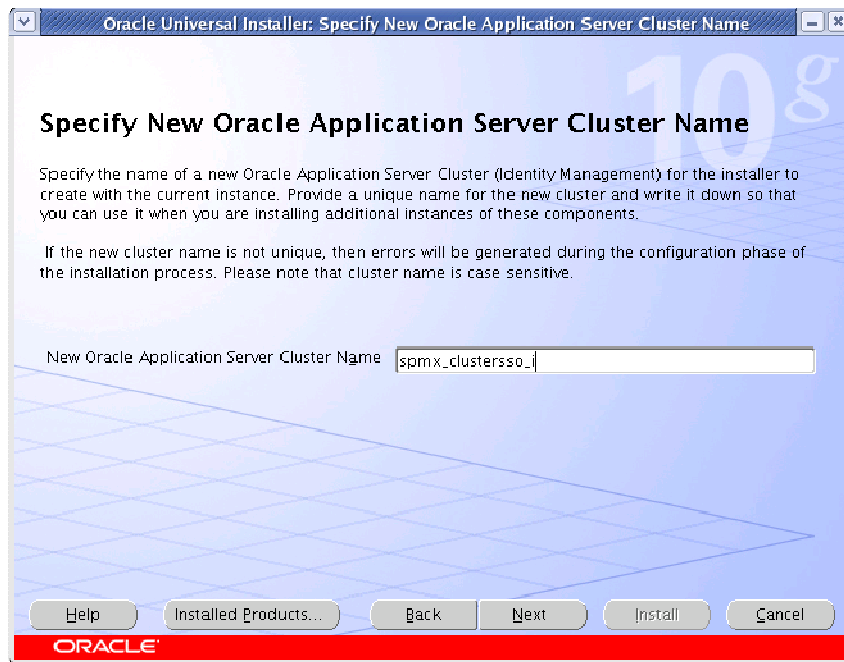 Oracle Universal Installer: Specify New Oracle Application Server Cluster Name
10g
Specify New Oracle Application Server Cluster Name
Specify the name of a new Oracle Application Server Cluster (Identity Management) for the installer to
create with the current instance. Provide a unique name for the new cluster and write it down so that
you can use it when you are installing additional instances of these components.
If the new cluster name is not unique, then errors will be generated during the configuration phase of
the installation process. Please note that cluster name is case sensitive.
New Oracle Application Server Cluster Name spmx_clustersso_i
Help Installed Products... Back Next Install Cancel
ORACLE